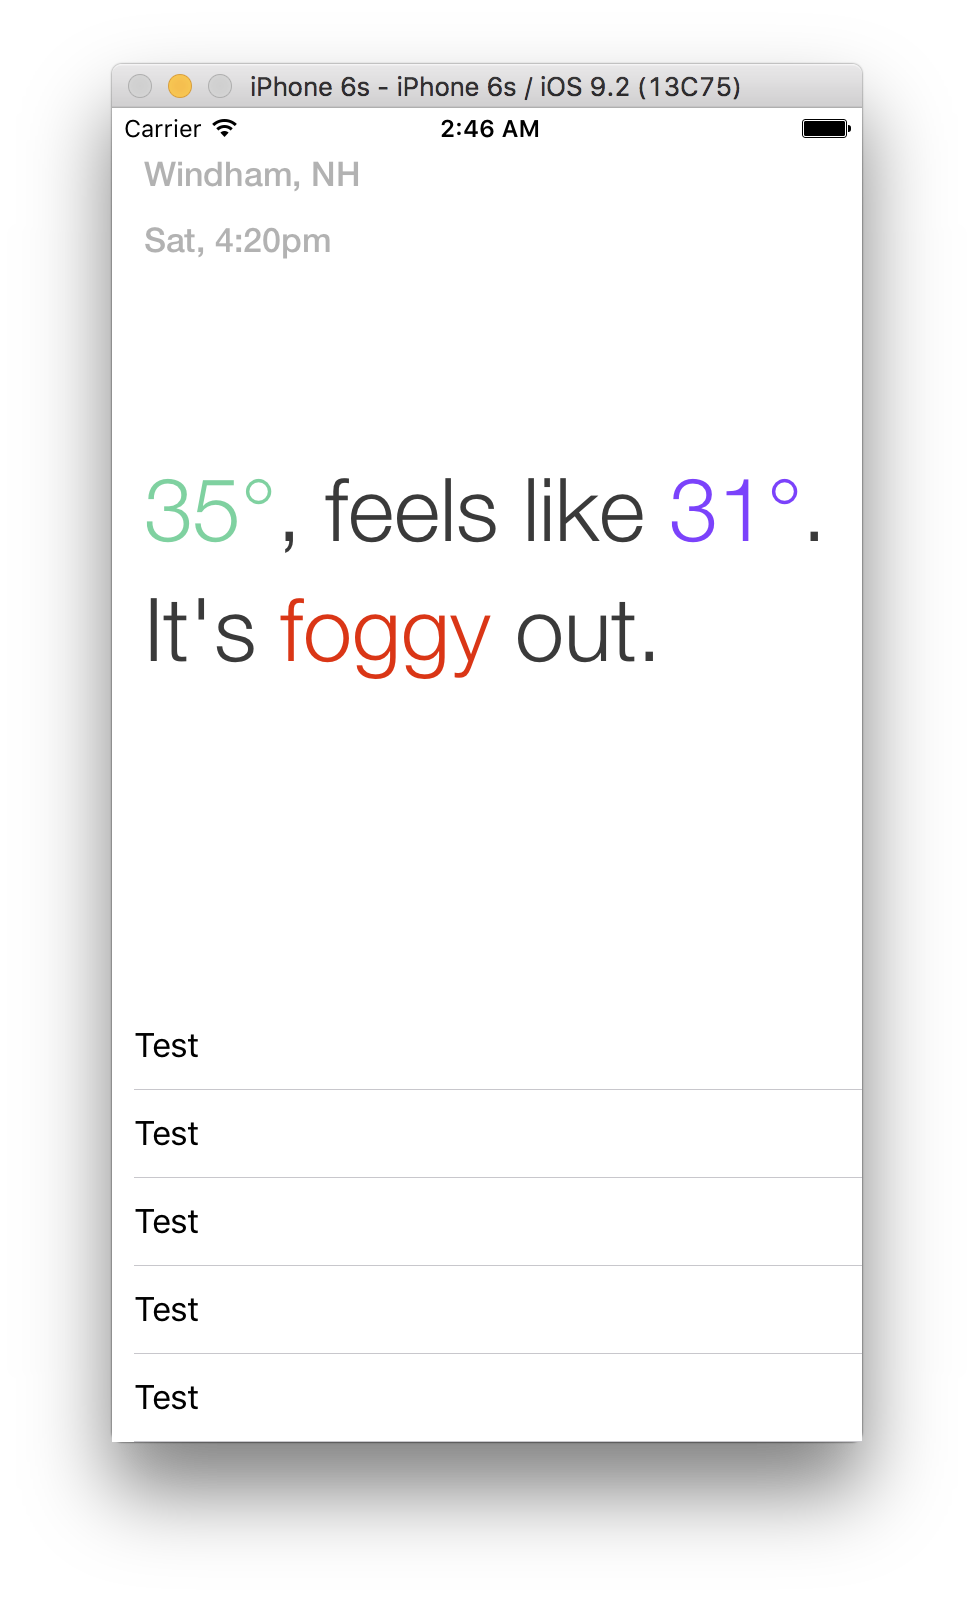 iPhone 6s - iPhone 6s / iOS 9.2 (13C75)
Carrier 2:46 AM
Windham, NH
Sat, 4:20pm
35°, feels like 31°.
It's foggy out.
Test
Test
Test
Test
Test